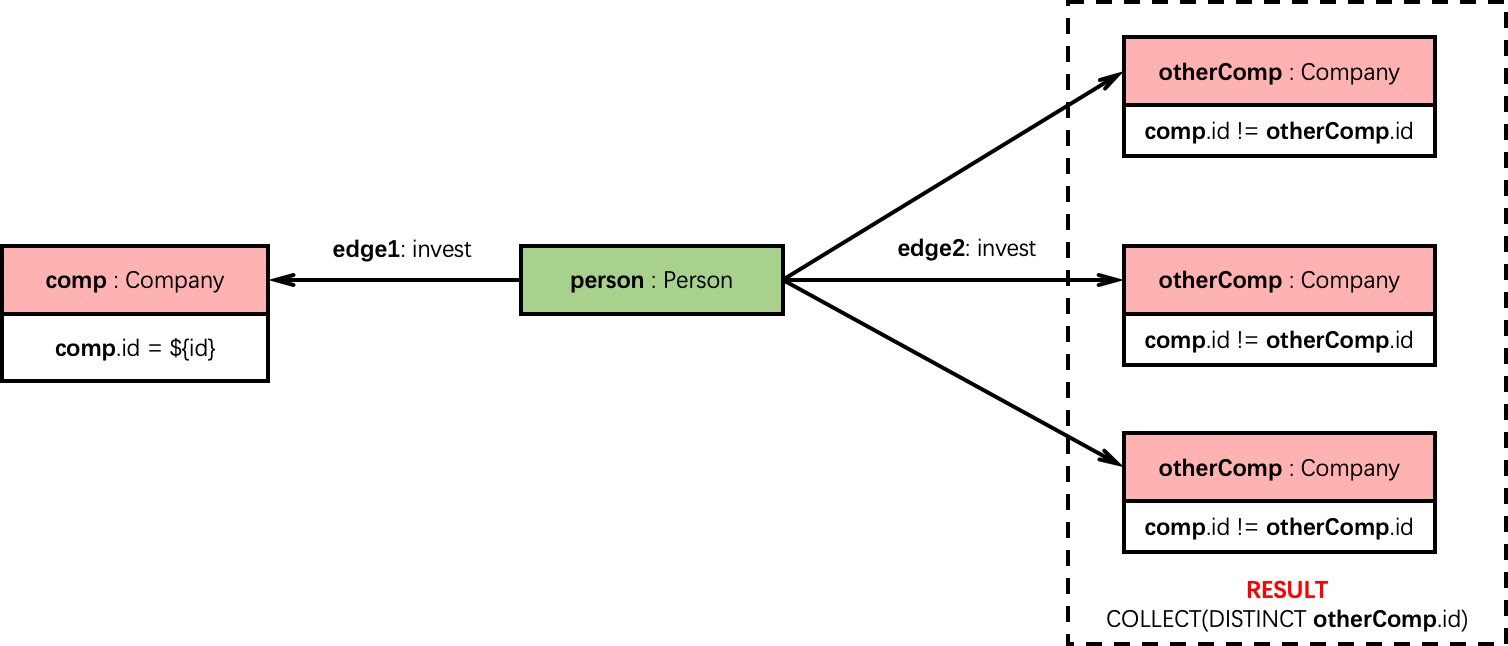 otherComp : Company
comp.id != otherComp.id
edge1: invest
edge2: invest
comp : Company
person : Person
otherComp : Company
comp.id = ${id}
comp.id != otherComp.id
otherComp : Company
comp.id != otherComp.id
RESULT
COLLECT(DISTINCT otherComp.id)